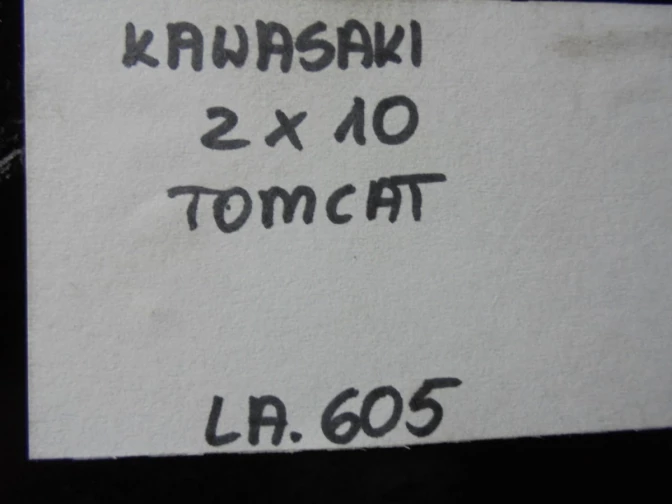 KAWASAKI
2 X 10
TOMCAT
LA. 605